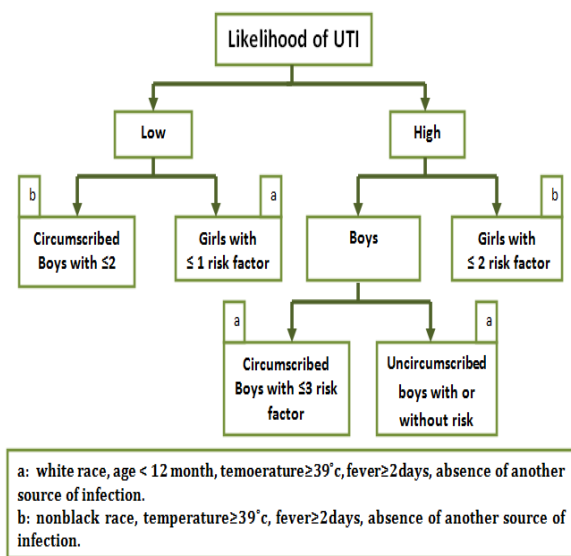 Likelihood of UTI
Low
High
b
Circumscribed
Boys with ≤2
a
Girls with
≤ 1 risk factor
Boys
b
Girls with
≤ 2 risk factor
a
Circumscribed
Boys with ≤3 risk
factor
a
Uncircumscribed
boys with or
without risk
a: white race, age < 12 month, temoerature≥39˚c, fever≥2days, absence of another
source of infection.
b: nonblack race, temperature≥39˚c, fever≥2days, absence of another source of
infection.